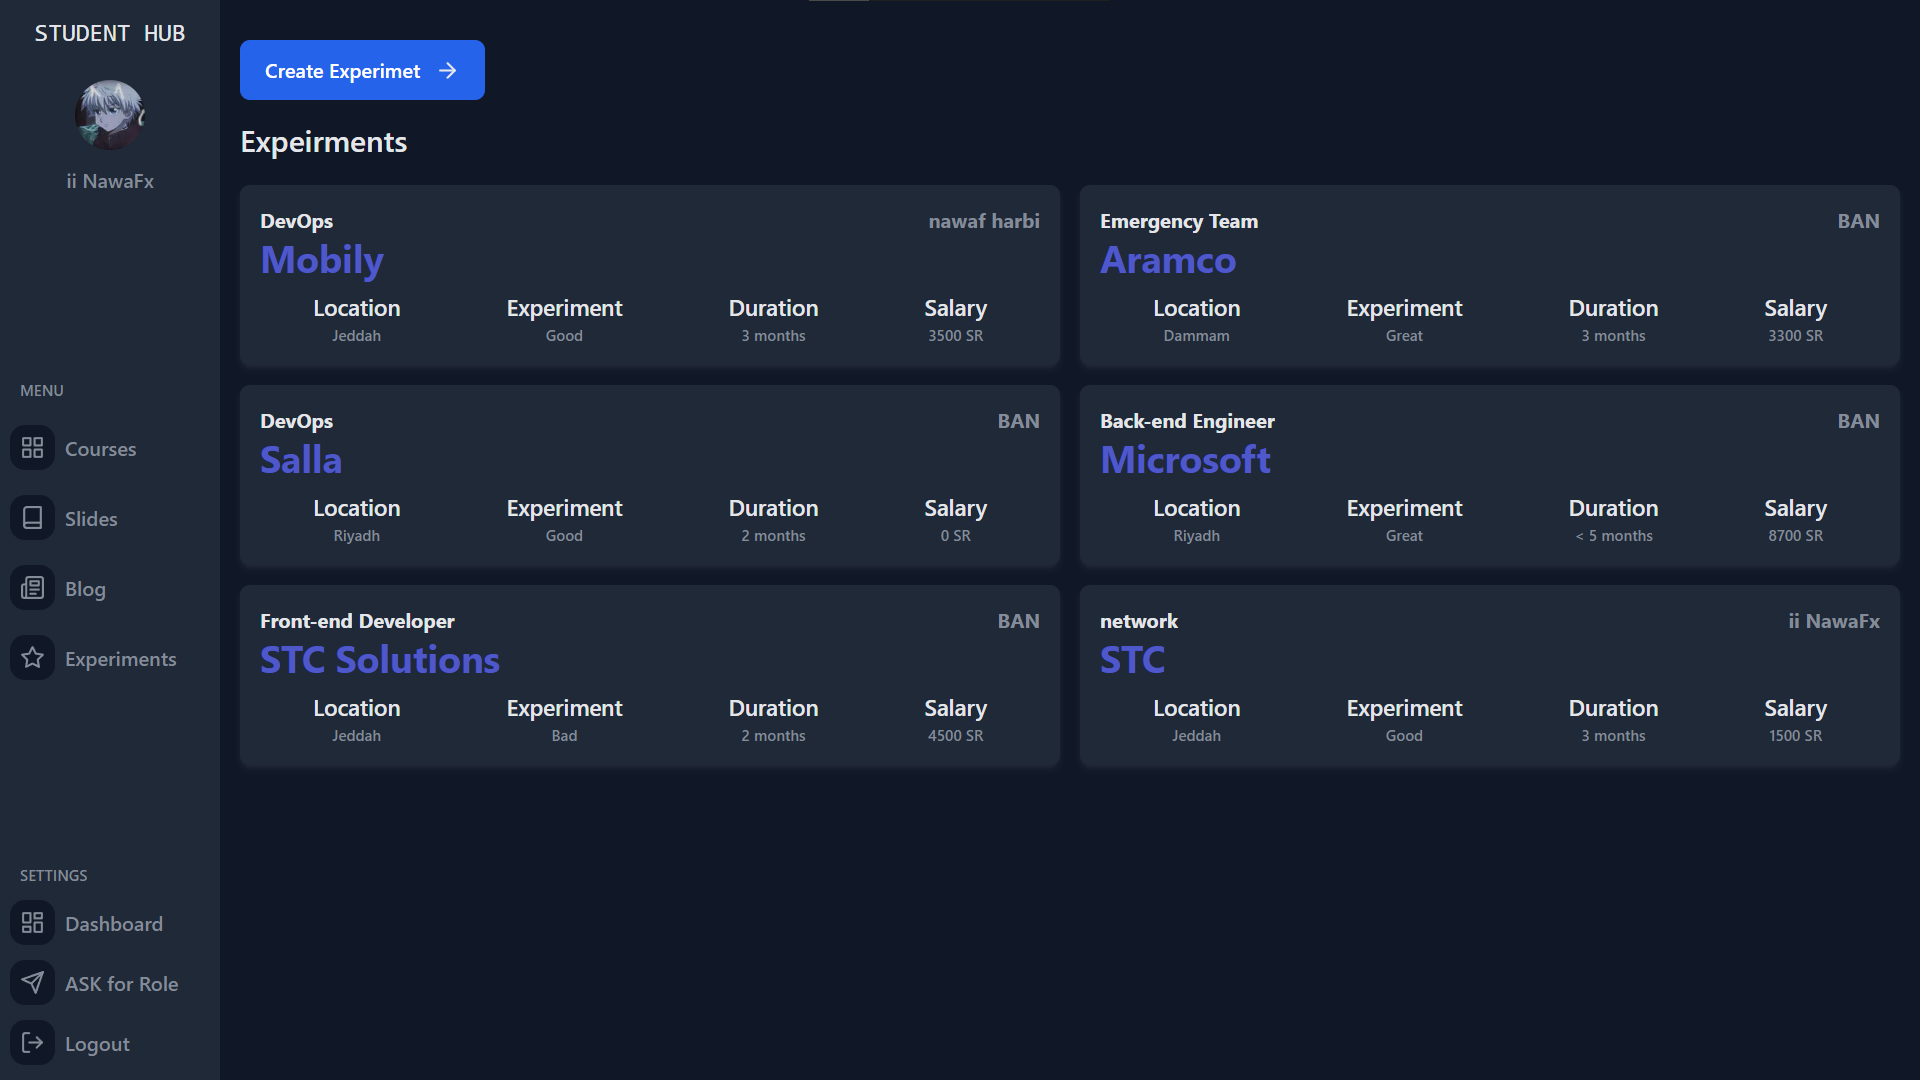 STUDENT HUB
ii NawaFx
MENU
Courses
Slides
Blog
Experiments
SETTINGS
Dashboard
ASK for Role
Logout
Create Experimet
Expeirments
DevOps nawaf harbi
Mobily
Location Experiment Duration Salary
Jeddah Good 3 months 3500 SR
Emergency Team BAN
Aramco
Location Experiment Duration Salary
Dammam Great 3 months 3300 SR
DevOps BAN
Salla
Location Experiment Duration Salary
Riyadh Good 2 months 0 SR
Back-end Engineer BAN
Microsoft
Location Experiment Duration Salary
Riyadh Great < 5 months 8700 SR
Front-end Developer BAN
STC Solutions
Location Experiment Duration Salary
Jeddah Bad 2 months 4500 SR
network ii NawaFx
STC
Location Experiment Duration Salary
Jeddah Good 3 months 1500 SR